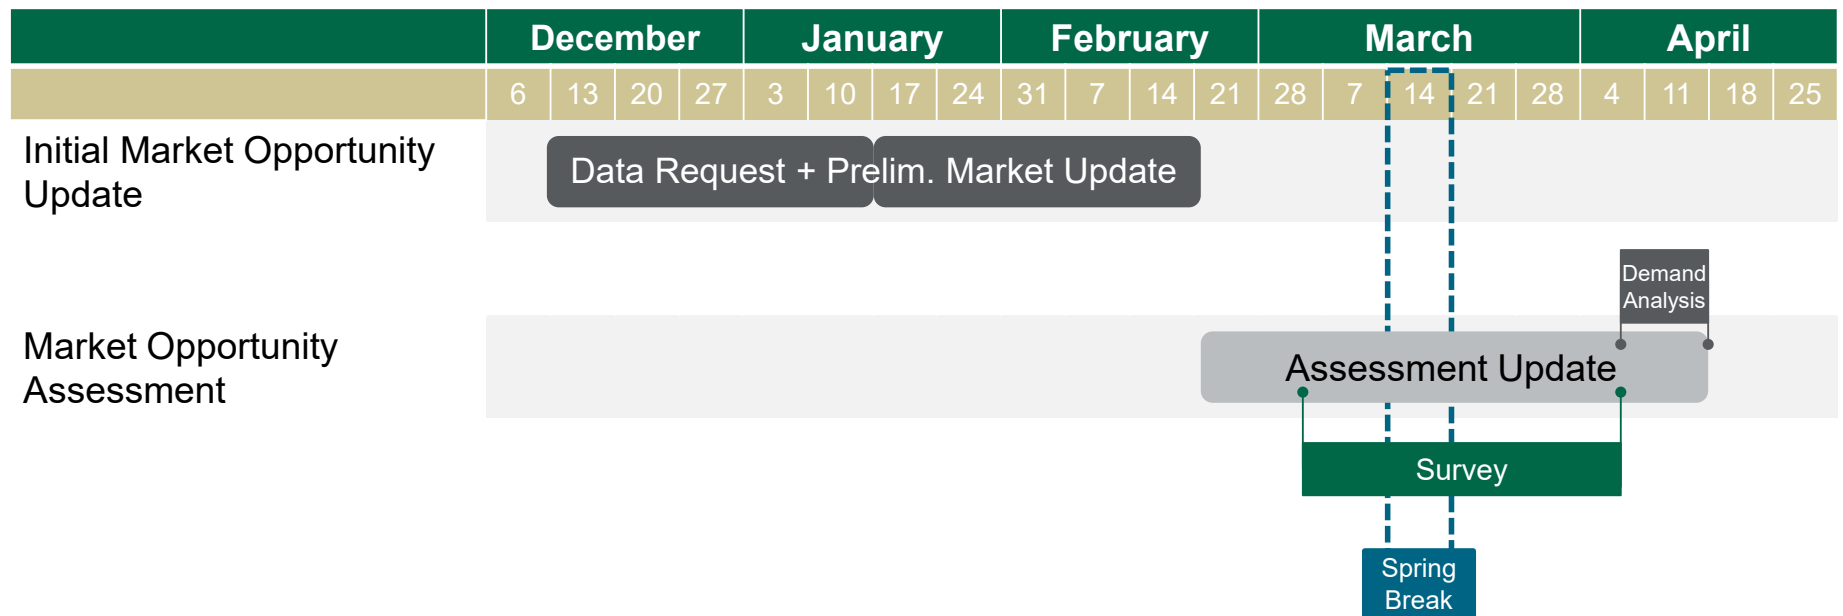 December January February March April
6 13 20 27 3 10 17 24 31 7 14 21 28 7 14 21 28 4 11 18 25
Initial Market Opportunity
Update
Data Request + Prelim. Market Update
Demand
Analysis
Market Opportunity
Assessment
Assessment Update
Survey
Spring
Break